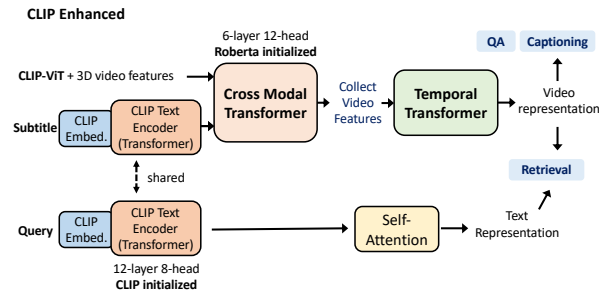 CLIP Enhanced
6-layer 12-head
Roberta initialized
QA
Captioning
CLIP-ViT + 3D video features
Cross Modal
Transformer
Collect
Video
Features
Temporal
Transformer
Video
representation
Subtitle
CLIP
Embed.
CLIP Text
Encoder
(Transformer)
shared
Retrieval
Query
CLIP
Embed.
CLIP Text
Encoder
(Transformer)
Self-
Attention
Text
Representation
12-layer 8-head
CLIP initialized